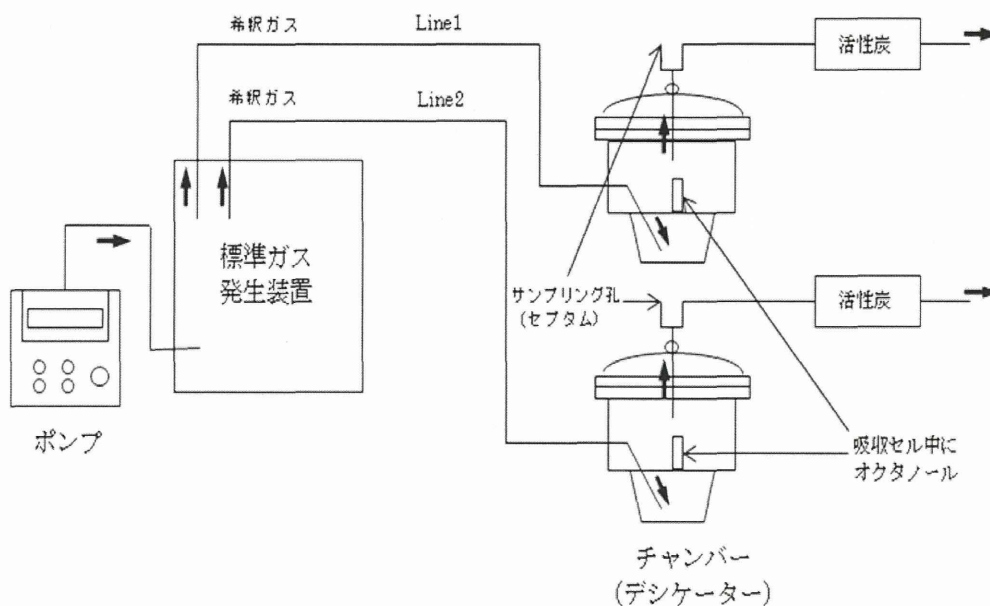 希釈ガス
Line1
活性炭
希釈ガス
Line2
標準ガス
発生装置
サンプリング孔
(セプタム)
活性炭
ポンプ
吸収セル中に
オクタノール
チャンバー
(デシケーター)